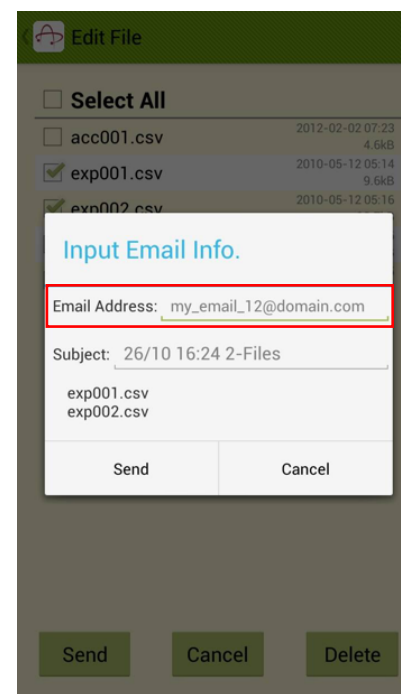 Edit File
Select All
acc001.csv 2012-02-02 07:23
4.6kB
exp001.csv 2010-05-12 05:14
9.6kB
exp002.csv 2010-05-12 05:16
Input Email Info.
Email Address: my_email_12@domain.com
Subject: 26/10 16:24 2-Files
exp001.csv
exp002.csv
Send Cancel
Send Cancel Delete